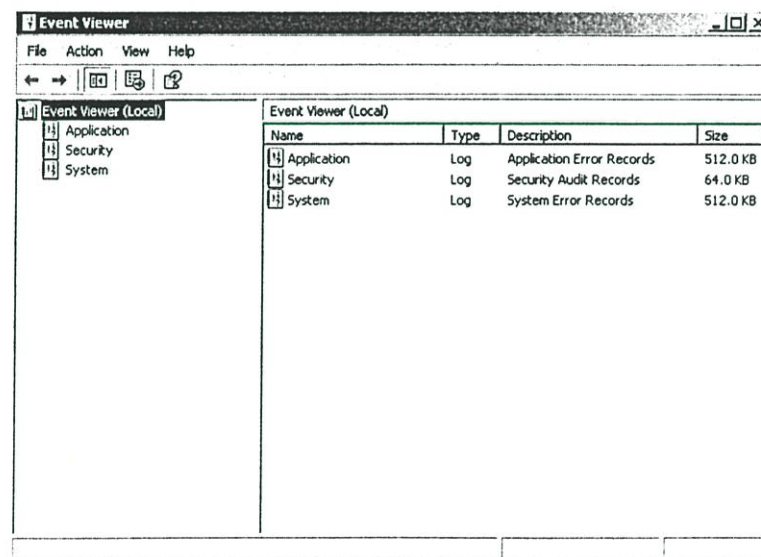 Event Viewer
File Action View Help
Event Viewer (Local)
Application
Security
System
Event Viewer (Local)
Name Type Description Size
Application Log Application Error Records 512.0 KB
Security Log Security Audit Records 64.0 KB
System Log System Error Records 512.0 KB